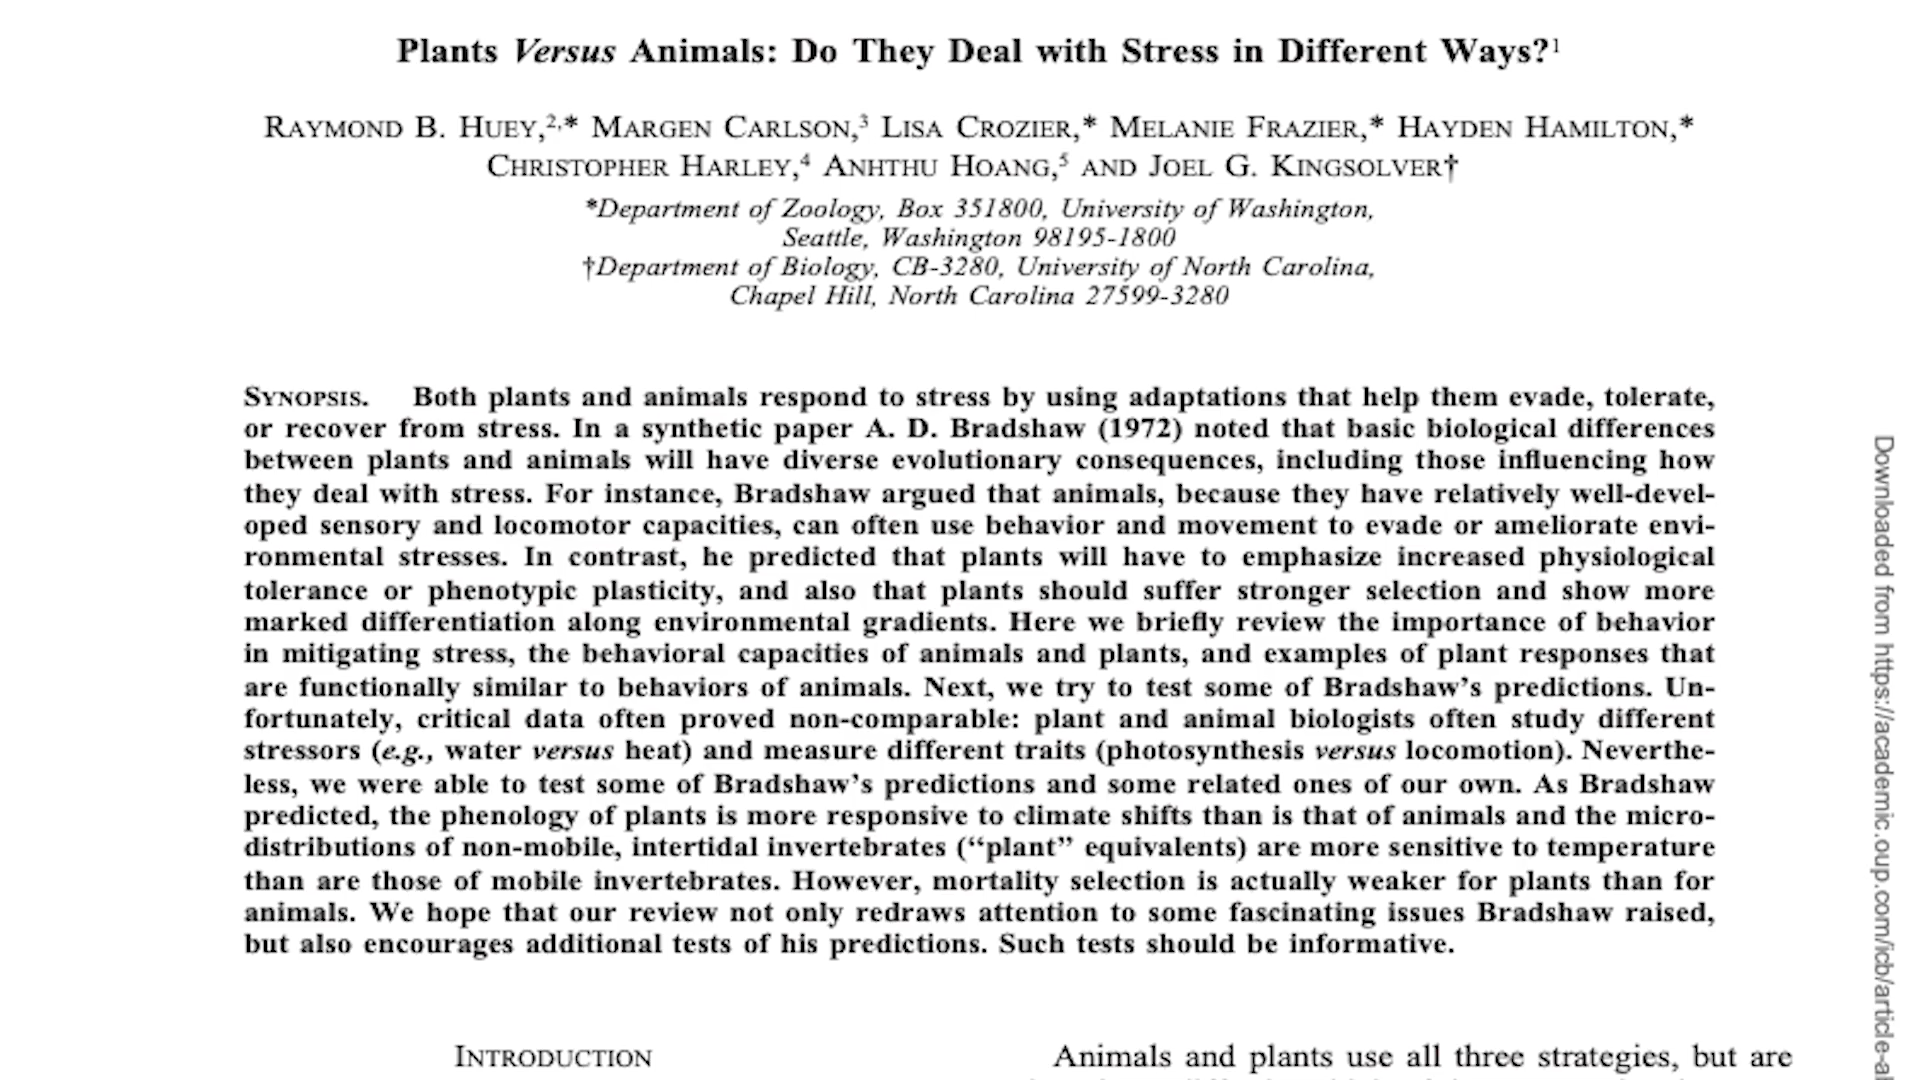 Plants Versus Animals: Do They Deal with Stress in Different Ways?¹
RAYMOND B. HUEY,²,* MARGEN CARLSON,³ LISA CROZIER,* MELANIE FRAZIER,* HAYDEN HAMILTON,*
CHRISTOPHER HARLEY,⁴ ANHTHU HOANG,⁵ AND JOEL G. KINGSOLVER†
*Department of Zoology, Box 351800, University of Washington,
Seattle, Washington 98195-1800
†Department of Biology, CB-3280, University of North Carolina,
Chapel Hill, North Carolina 27599-3280
SYNOPSIS. Both plants and animals respond to stress by using adaptations that help them evade, tolerate,
or recover from stress. In a synthetic paper A. D. Bradshaw (1972) noted that basic biological differences
between plants and animals will have diverse evolutionary consequences, including those influencing how
they deal with stress. For instance, Bradshaw argued that animals, because they have relatively well-devel-
oped sensory and locomotor capacities, can often use behavior and movement to evade or ameliorate envi-
ronmental stresses. In contrast, he predicted that plants will have to emphasize increased physiological
tolerance or phenotypic plasticity, and also that plants should suffer stronger selection and show more
marked differentiation along environmental gradients. Here we briefly review the importance of behavior
in mitigating stress, the behavioral capacities of animals and plants, and examples of plant responses that
are functionally similar to behaviors of animals. Next, we try to test some of Bradshaw's predictions. Un-
fortunately, critical data often proved non-comparable: plant and animal biologists often study different
stressors (e.g., water versus heat) and measure different traits (photosynthesis versus locomotion). Neverthe-
less, we were able to test some of Bradshaw's predictions and some related ones of our own. As Bradshaw
predicted, the phenology of plants is more responsive to climate shifts than is that of animals and the micro-
distributions of non-mobile, intertidal invertebrates (“plant” equivalents) are more sensitive to temperature
than are those of mobile invertebrates. However, mortality selection is actually weaker for plants than for
animals. We hope that our review not only redraws attention to some fascinating issues Bradshaw raised,
but also encourages additional tests of his predictions. Such tests should be informative.
INTRODUCTION
Animals and plants use all three strategies, but are
Downloaded from https://academic.oup.com/icb/article-a